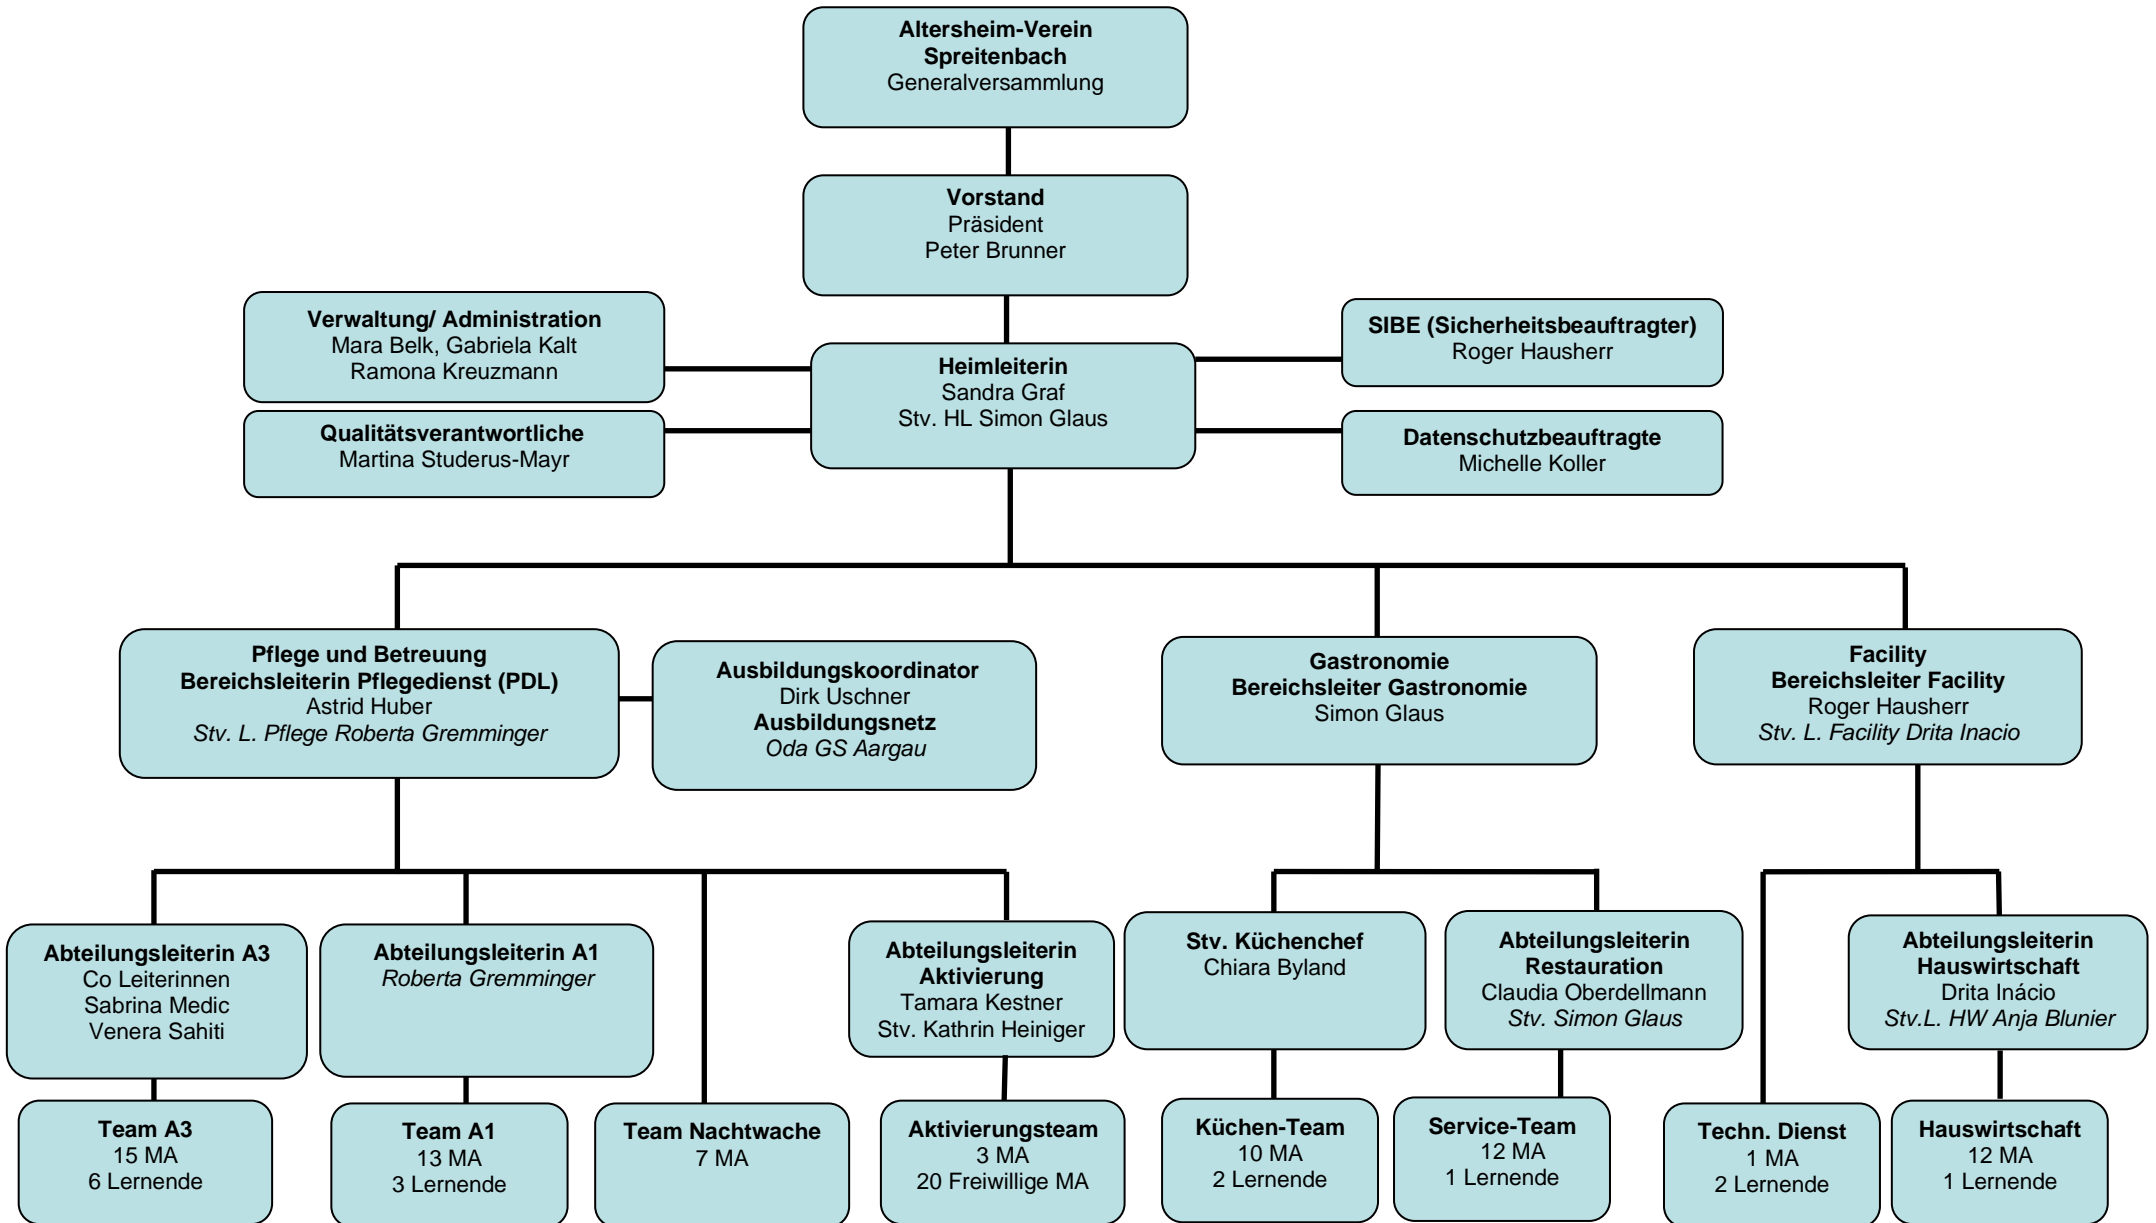 Altersheim-Verein
Spreitenbach
Generalversammlung
Vorstand
Präsident
Peter Brunner
Verwaltung/ Administration
Mara Belk, Gabriela Kalt
Ramona Kreuzmann
Qualitätsverantwortliche
Martina Studerus-Mayr
Heimleiterin
Sandra Graf
Stv. HL Simon Glaus
SIBE (Sicherheitsbeauftragter)
Roger Hausherr
Datenschutzbeauftragte
Michelle Koller
Pflege und Betreuung
Bereichsleiterin Pflegedienst (PDL)
Astrid Huber
Stv. L. Pflege Roberta Gremminger
Ausbildungskoordinator
Dirk Uschner
Ausbildungsnetz
Oda GS Aargau
Gastronomie
Bereichsleiter Gastronomie
Simon Glaus
Facility
Bereichsleiter Facility
Roger Hausherr
Stv. L. Facility Drita Inacio
Abteilungsleiterin A3
Co Leiterinnen
Sabrina Medic
Venera Sahiti
Abteilungsleiterin A1
Roberta Gremminger
Abteilungsleiterin
Aktivierung
Tamara Kestner
Stv. Kathrin Heiniger
Stv. Küchenchef
Chiara Byland
Abteilungsleiterin
Restauration
Claudia Oberdellmann
Stv. Simon Glaus
Abteilungsleiterin
Hauswirtschaft
Drita Inácio
Stv.L. HW Anja Blunier
Team A3
15 MA
6 Lernende
Team A1
13 MA
3 Lernende
Team Nachtwache
7 MA
Aktivierungsteam
3 MA
20 Freiwillige MA
Küchen-Team
10 MA
2 Lernende
Service-Team
12 MA
1 Lernende
Techn. Dienst
1 MA
2 Lernende
Hauswirtschaft
12 MA
1 Lernende